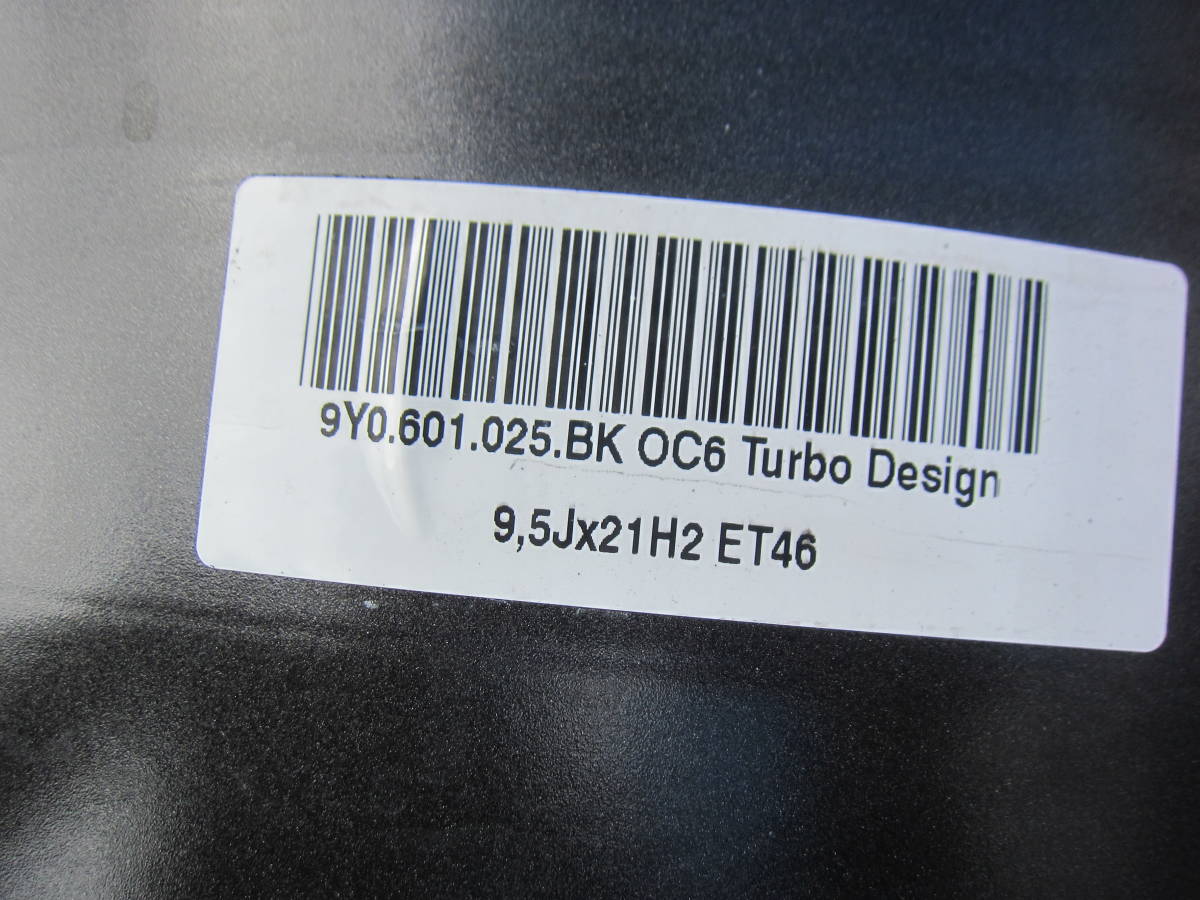 9Y0.601.025.BK OC6 Turbo Design
9,5Jx21H2 ET46